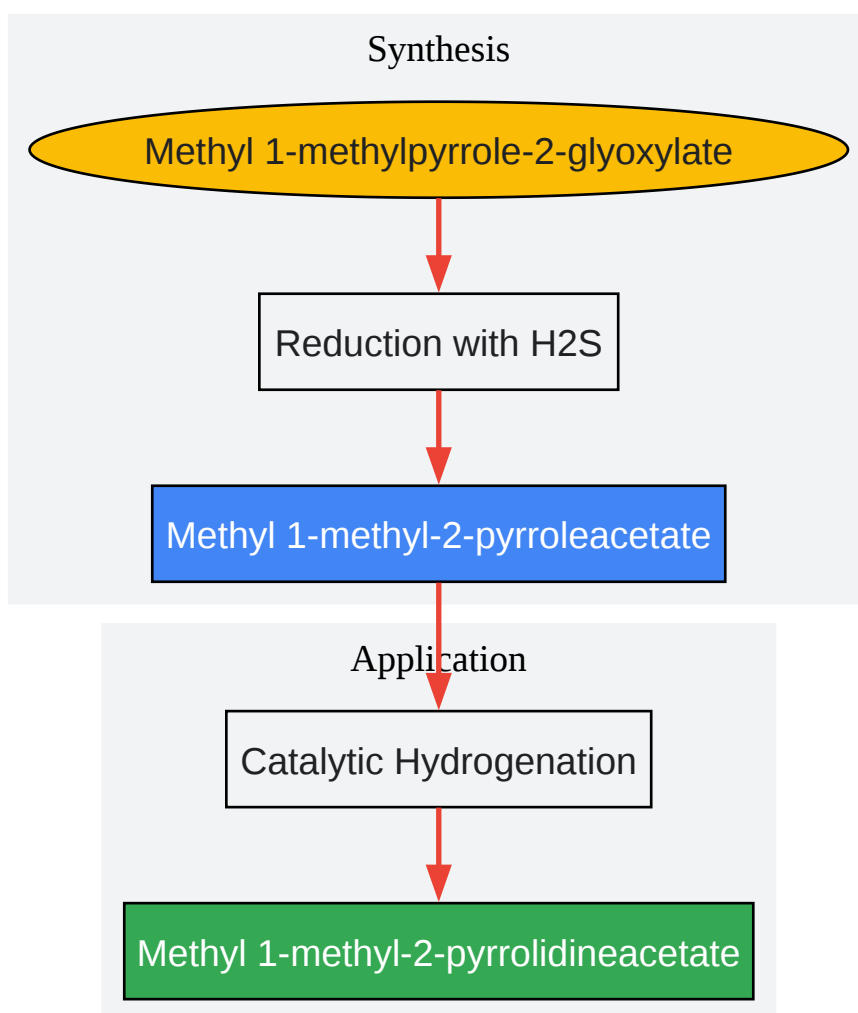 Synthesis
Methyl 1-methylpyrrole-2-glyoxylate
Reduction with H2S
Methyl 1-methyl-2-pyrroleacetate
Application
Catalytic Hydrogenation
Methyl 1-methyl-2-pyrrolidineacetate